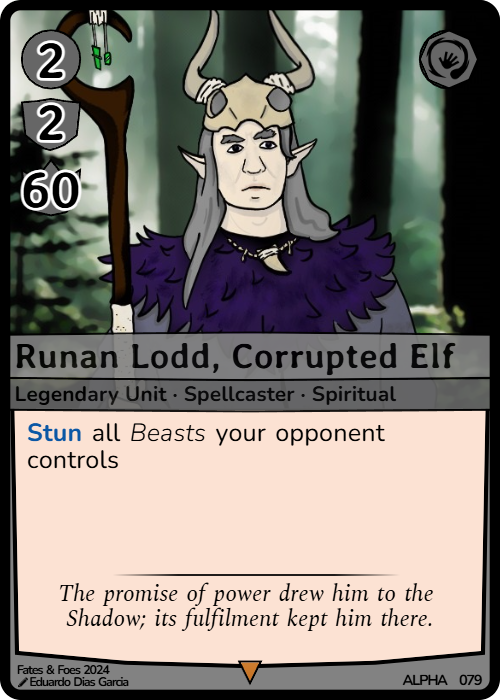 2
2
60
Runan Lodd, Corrupted Elf
Legendary Unit · Spellcaster · Spiritual
Stun all Beasts your opponent
controls
The promise of power drew him to the
Shadow; its fulfilment kept him there.
Fates & Foes 2024
Eduardo Dias Garcia
ALPHA 079